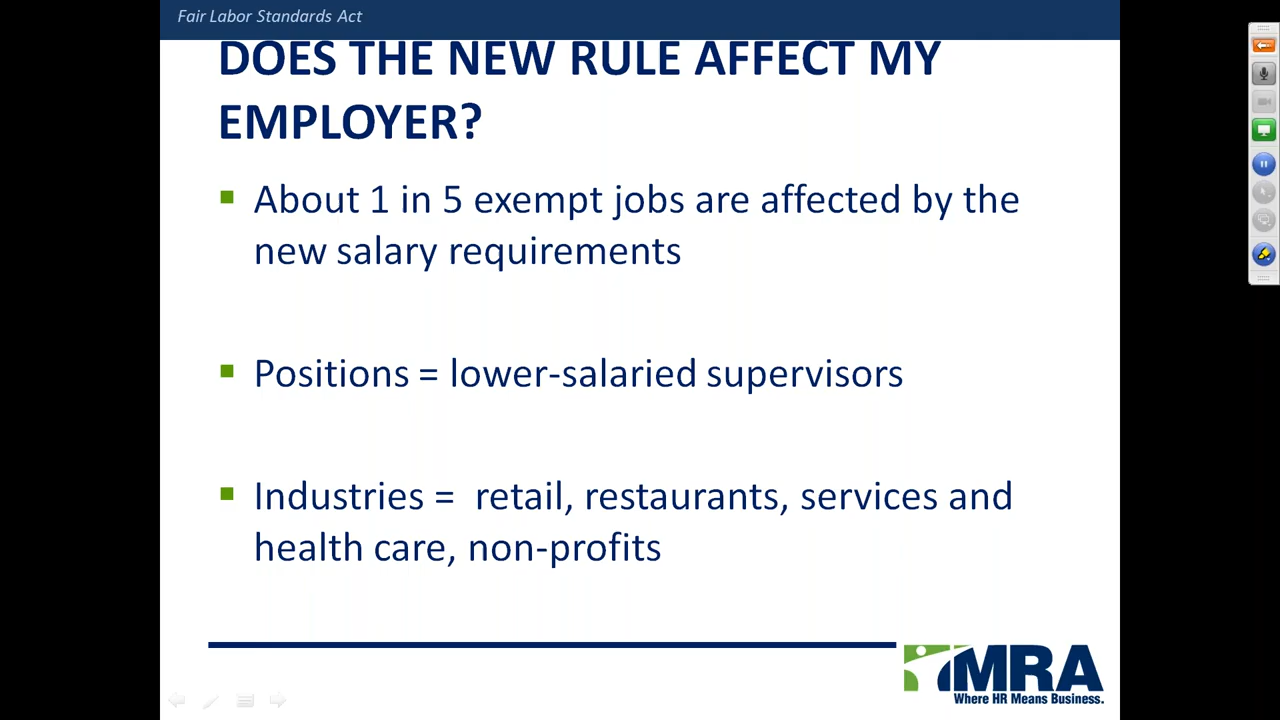 Fair Labor Standards Act
DOES THE NEW RULE AFFECT MY
EMPLOYER?
About 1 in 5 exempt jobs are affected by the
new salary requirements
Positions = lower-salaried supervisors
Industries = retail, restaurants, services and
health care, non-profits
MRA
Where HR Means Business.